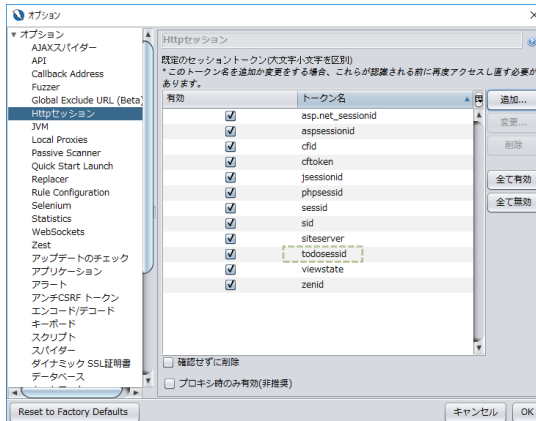 オプション
オプション
AJAXスパイダー
API
Callback Address
Fuzzer
Global Exclude URL (Beta)
Httpセッション
JVM
Local Proxies
Passive Scanner
Quick Start Launch
Replacer
Rule Configuration
Selenium
Statistics
WebSockets
Zest
アップデートのチェック
アプリケーション
アラート
アンチCSRF トークン
エンコード/デコード
キーボード
スクリプト
スパイダー
ダイナミック SSL証明書
データベース
Httpセッション
既定のセッショントークン(大文字小文字を区別)
*このトークン名を追加か変更をする場合、これらが認識される前に再度アクセスし直す必要が
あります。
有効 トークン名
asp.net_sessionid
aspsessionid
cfid
cftoken
jsessionid
phpsessid
sessid
sid
siteserver
todosessid
viewstate
zenid
追加...
変更...
削除
全て有効
全て無効
確認せずに削除
プロキシ時のみ有効(非推奨)
Reset to Factory Defaults
キャンセル
OK